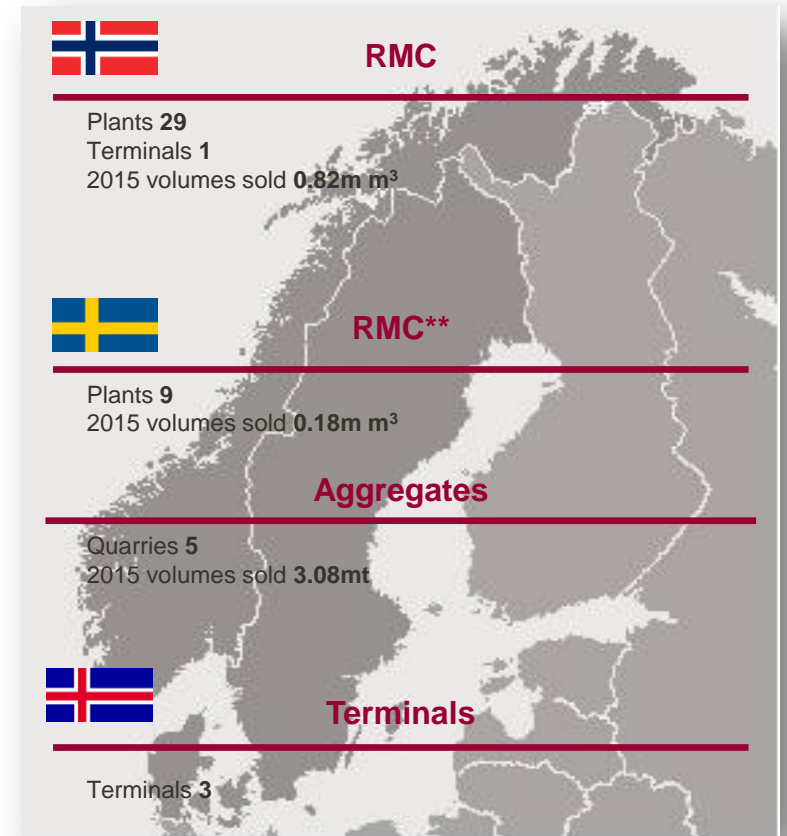 RMC
Plants 29
Terminals 1
2015 volumes sold 0.82m m³
RMC**
Plants 9
2015 volumes sold 0.18m m³
Aggregates
Quarries 5
2015 volumes sold 3.08mt
Terminals
Terminals 3